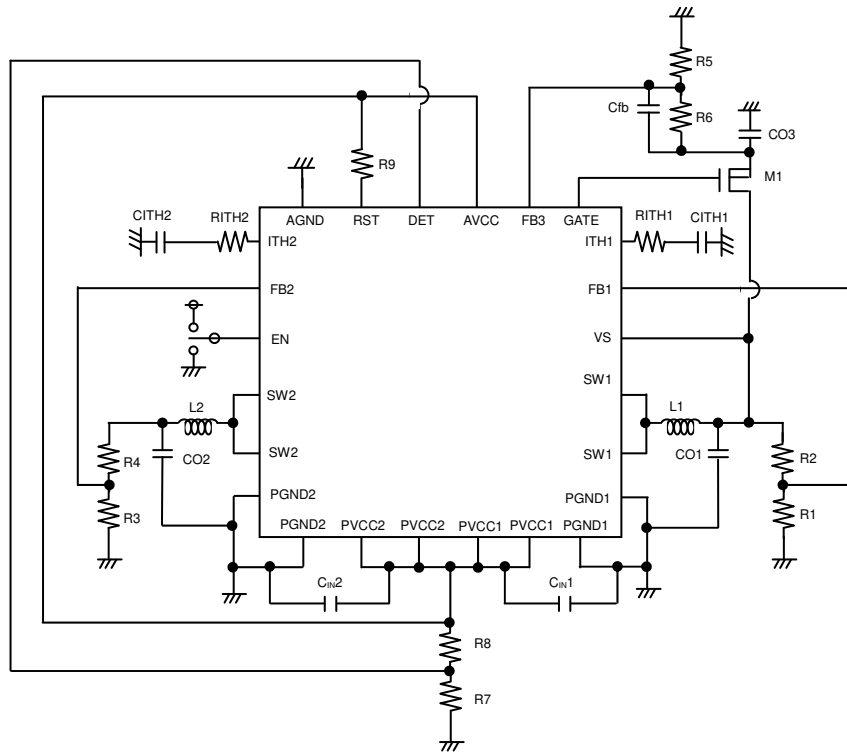 R5
Cfb
R6
CO3
R9
M1
CITH2
RITH2
AGND
RST
DET
AVCC
FB3
GATE
RITH1
CITH1
ITH2
ITH1
FB2
FB1
EN
VS
SW2
SW1
L2
L1
R4
CO2
SW2
SW1
CO1
R2
R3
PGND2
PGND1
R1
PGND2
PVCC2
PVCC2
PVCC1
PVCC1
PGND1
CIN2
CIN1
R8
R7